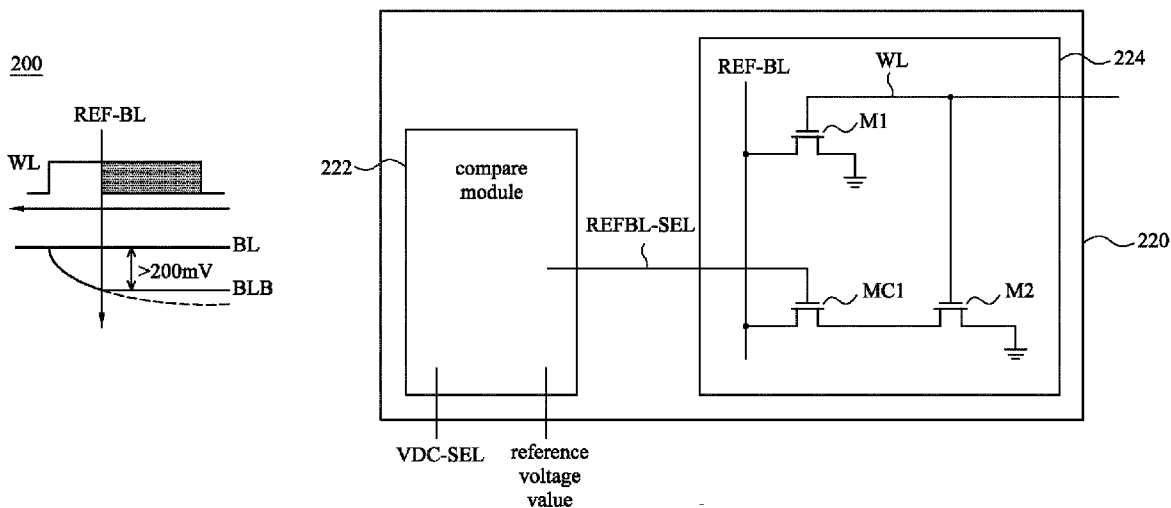 200
REF-BL
WL
BL
>200mV
BLB
222
compare
module
VDC-SEL
reference
voltage
value
REFBL-SEL
REF-BL
WL
224
M1
MC1
M2
220